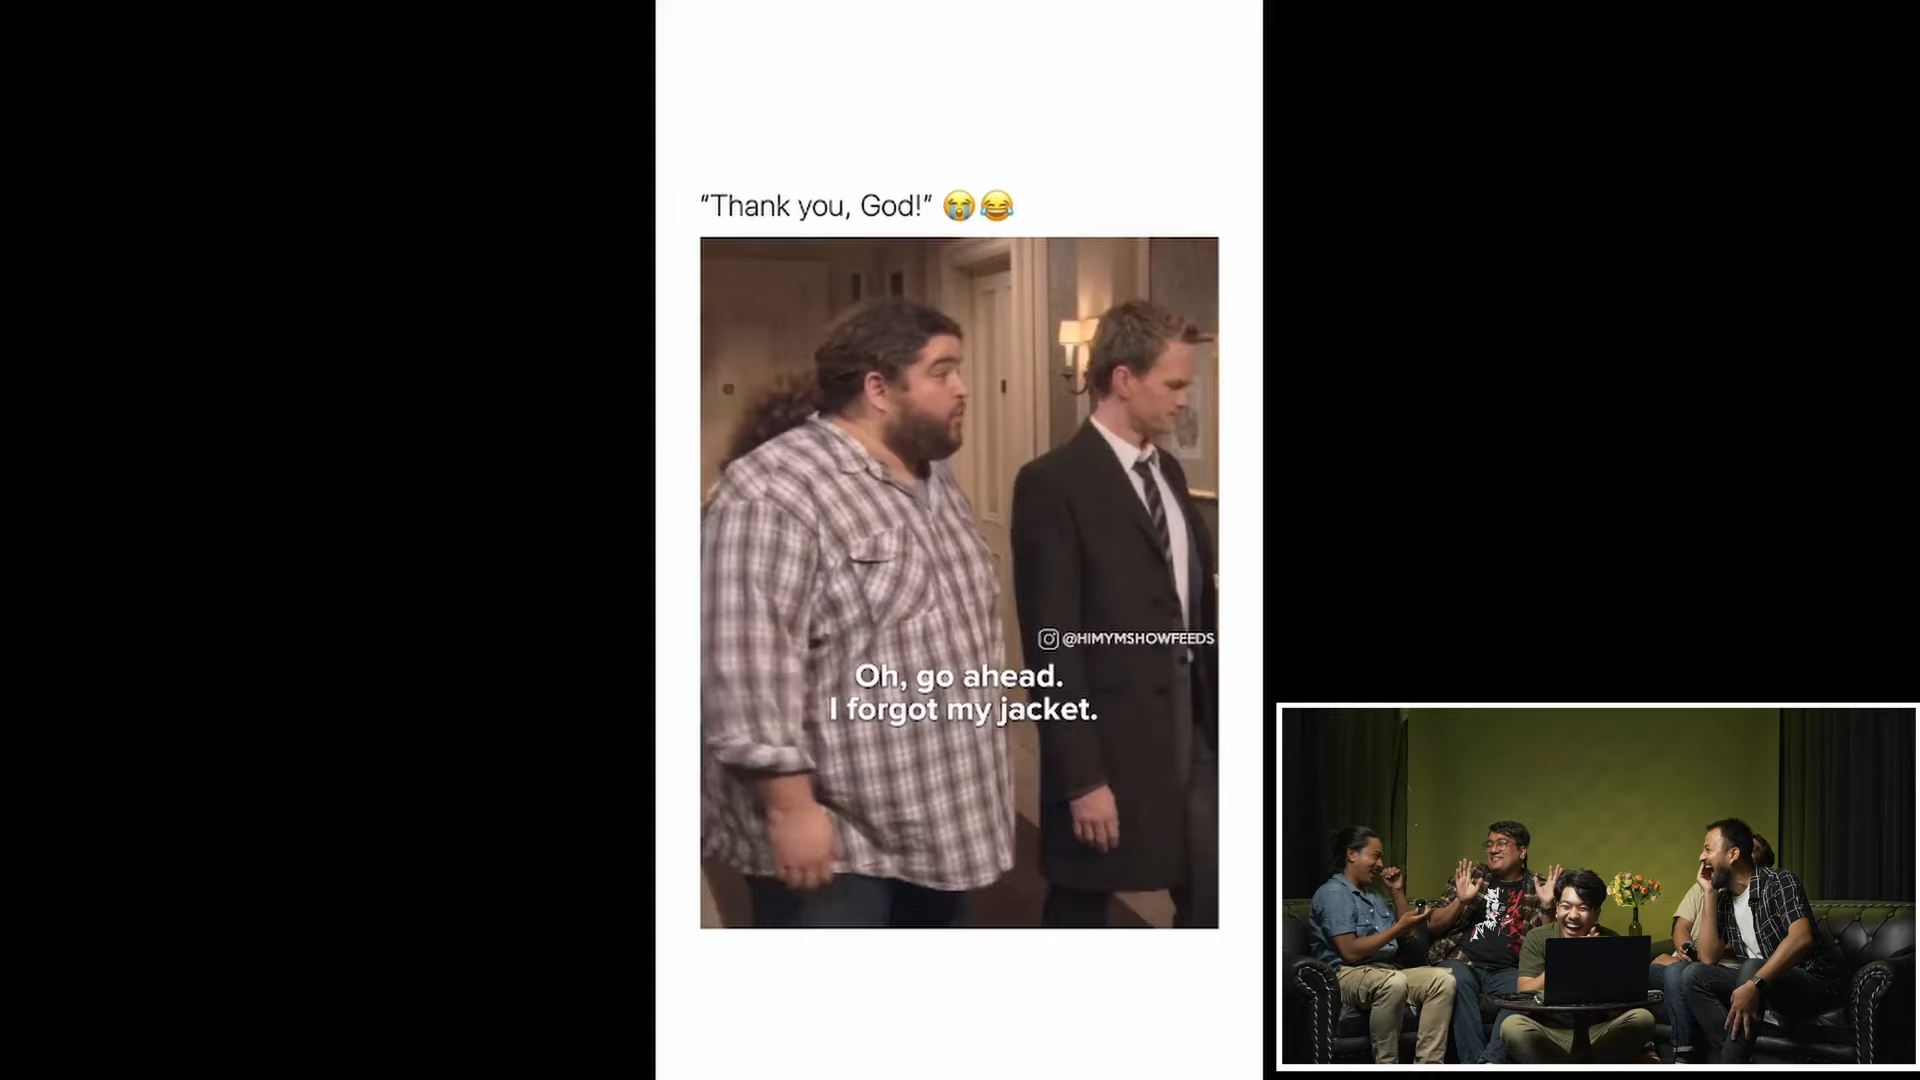 “Thank you, God!” 😭😂
@HIMYMSHOWFEEDS
Oh, go ahead.
I forgot my jacket.